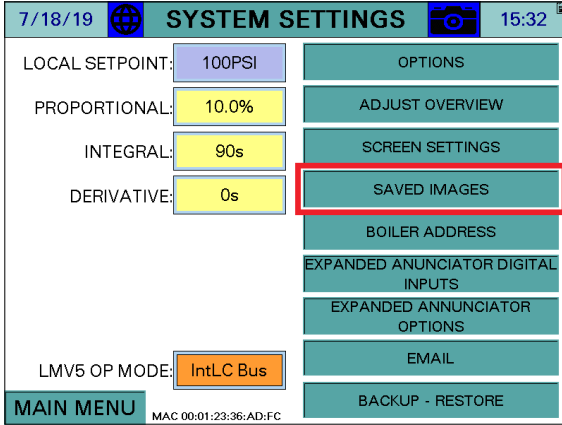 7/18/19 SYSTEM SETTINGS 15:32
LOCAL SETPOINT: 100PSI
OPTIONS
PROPORTIONAL: 10.0%
ADJUST OVERVIEW
INTEGRAL: 90s
SCREEN SETTINGS
DERIVATIVE: 0s
SAVED IMAGES
BOILER ADDRESS
EXPANDED ANUNCIATOR DIGITAL
INPUTS
EXPANDED ANNUNCIATOR
OPTIONS
LMV5 OP MODE: IntLC Bus
EMAIL
MAIN MENU MAC 00:01:23:36:AD:FC
BACKUP - RESTORE